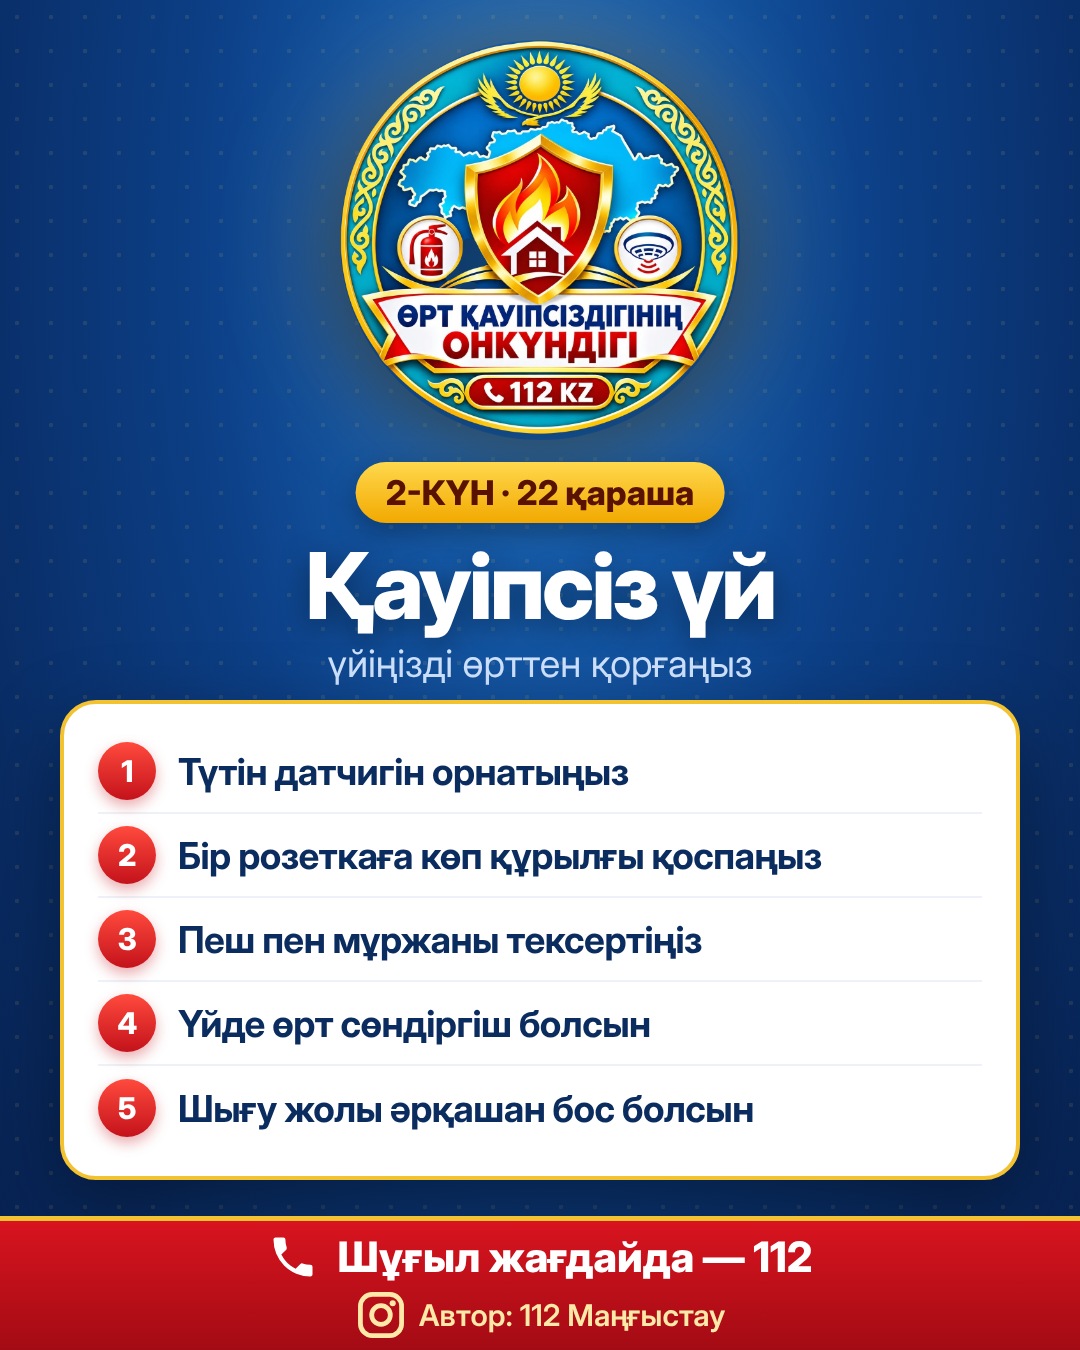 ӨРТ ҚАУІПСІЗДІГІНІҢ
ОНКҮНДІГІ
112 KZ
2-КҮН · 22 қараша
Қауіпсіз үй
үйіңізді өрттен қорғаңыз
1 Түтін датчигін орнатыңыз
2 Бір розеткаға көп құрылғы қоспаңыз
3 Пеш пен мұржаны тексертіңіз
4 Үйде өрт сөндіргіш болсын
5 Шығу жолы әрқашан бос болсын
Шұғыл жағдайда — 112
Автор: 112 Маңғыстау